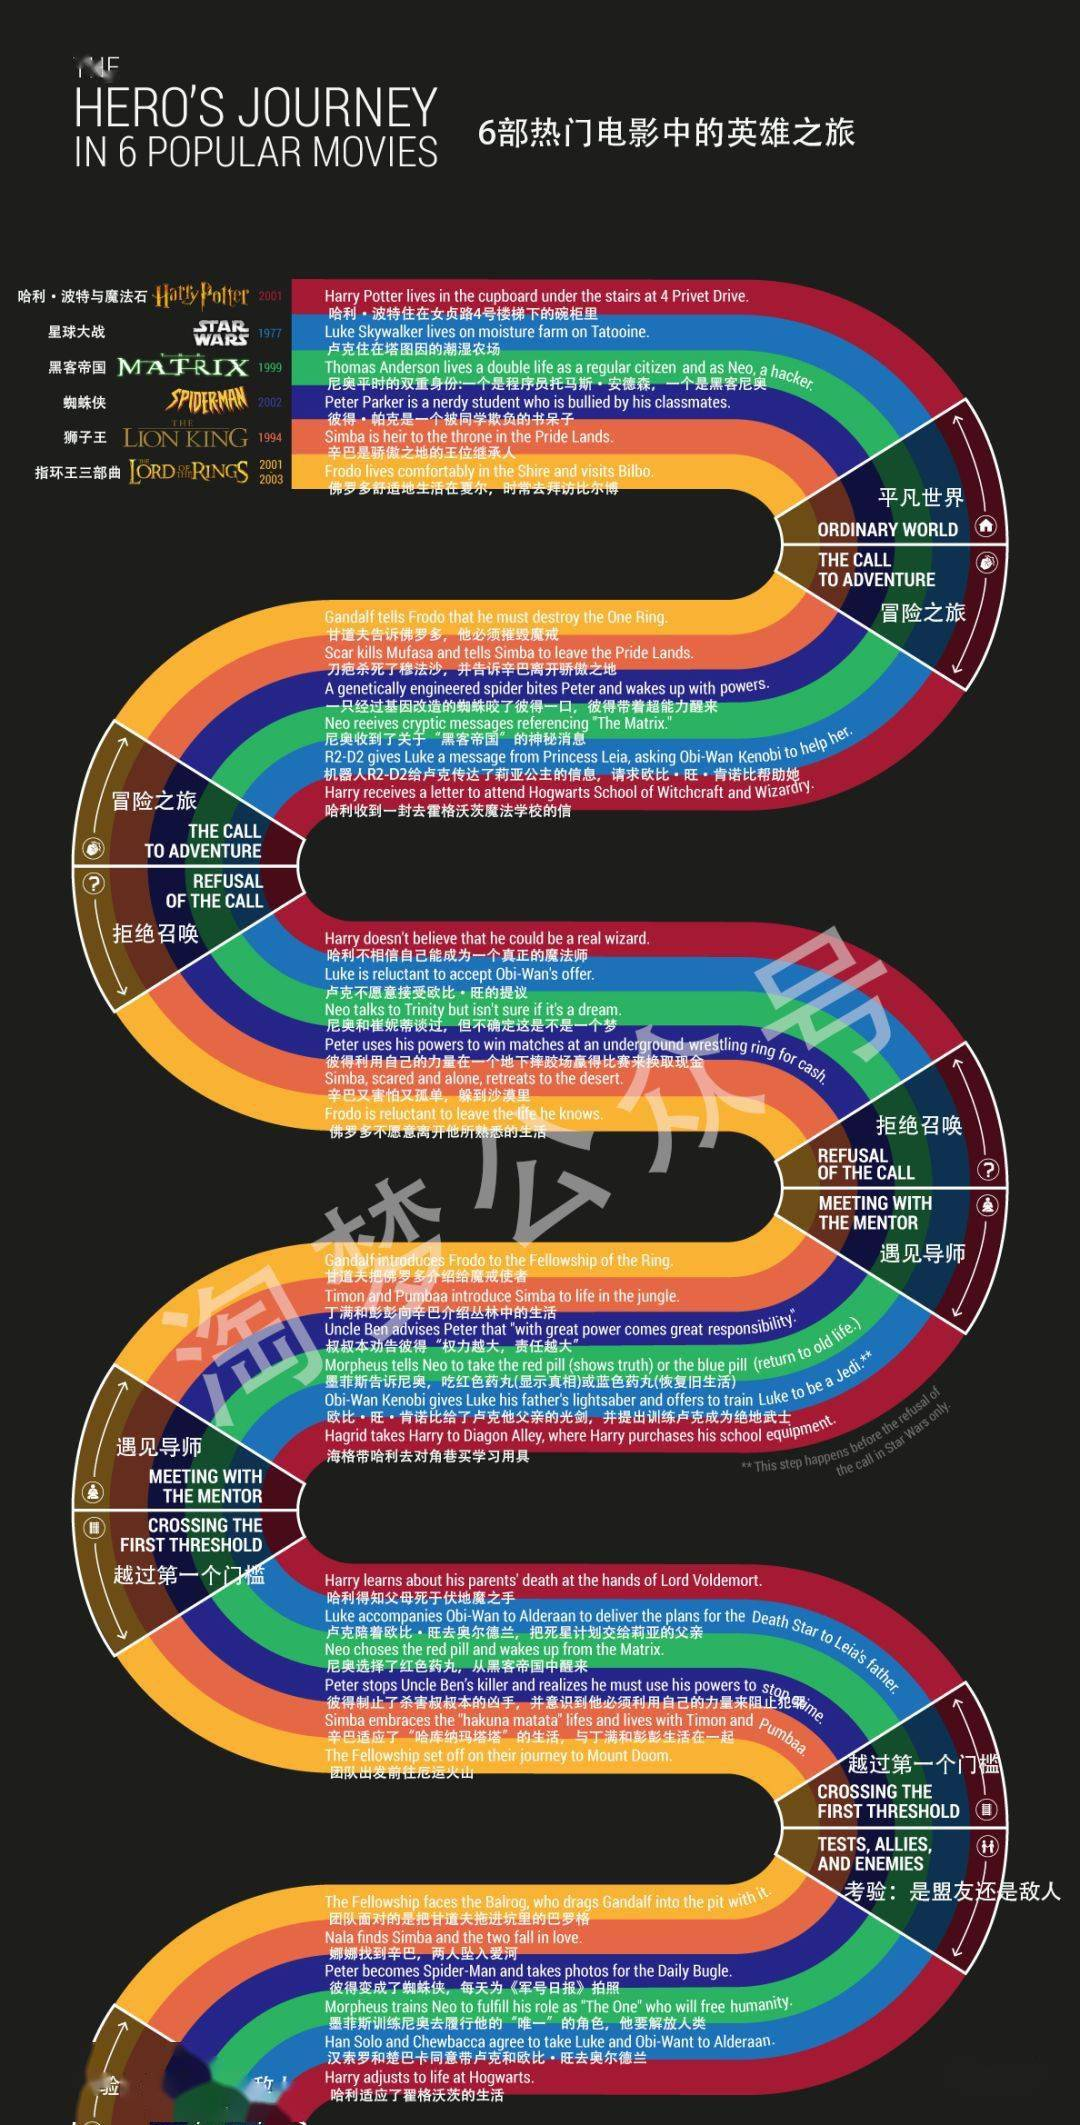 THE
HERO'S JOURNEY
IN 6 POPULAR MOVIES
6部热门电影中的英雄之旅
哈利·波特与魔法石 Harry Potter 2001
星球大战 STAR WARS 1977
黑客帝国 THE MATRIX 1999
蜘蛛侠 SPIDERMAN 2002
狮子王 THE LION KING 1994
指环王三部曲 THE LORD OF THE RINGS 2001-2003
Harry Potter lives in the cupboard under the stairs at 4 Privet Drive.
哈利·波特住在女贞路4号楼梯下的碗柜里
Luke Skywalker lives on moisture farm on Tatooine.
卢克住在塔图因的潮湿农场
Thomas Anderson lives a double life as a regular citizen and as Neo, a hacker.
尼奥平时的双重身份:一个是程序员托马斯·安德森，一个是黑客尼奥
Peter Parker is a nerdy student who is bullied by his classmates.
彼得·帕克是一个被同学欺负的书呆子
Simba is heir to the throne in the Pride Lands.
辛巴是骄傲之地的王位继承人
Frodo lives comfortably in the Shire and visits Bilbo.
佛罗多舒适地生活在夏尔，时常去拜访比尔博
平凡世界
ORDINARY WORLD
THE CALL
TO ADVENTURE
冒险之旅
Gandalf tells Frodo that he must destroy the One Ring.
甘道夫告诉佛罗多，他必须摧毁魔戒
Scar kills Mufasa and tells Simba to leave the Pride Lands.
刀疤杀死了穆法沙，并告诉辛巴离开骄傲之地
A genetically engineered spider bites Peter and wakes up with powers.
一只经过基因改造的蜘蛛咬了彼得一口，彼得带着超能力醒来
Neo reeives cryptic messages referencing "The Matrix."
尼奥收到了关于“黑客帝国”的神秘消息
R2-D2 gives Luke a message from Princess Leia, asking Obi-Wan Kenobi to help her.
机器人R2-D2给卢克传达了莉亚公主的信息，请求欧比·旺·肯诺比帮助她
Harry receives a letter to attend Hogwarts School of Witchcraft and Wizardry.
哈利收到一封去霍格沃茨魔法学校的信
冒险之旅
THE CALL
TO ADVENTURE
REFUSAL
OF THE CALL
拒绝召唤
Harry doesn't believe that he could be a real wizard.
哈利不相信自己能成为一个真正的魔法师
Luke is reluctant to accept Obi-Wan's offer.
卢克不愿意接受欧比·旺的提议
Neo talks to Trinity but isn't sure if it's a dream.
尼奥和崔妮蒂谈过，但不确定这是不是一个梦
Peter uses his powers to win matches at an underground wrestling ring for cash.
彼得利用自己的力量在一个地下摔跤场赢得比赛来换取现金
Simba, scared and alone, retreats to the desert.
辛巴又害怕又孤单，躲到沙漠里
Frodo is reluctant to leave the life he knows.
佛罗多不愿意离开他所熟悉的生活
拒绝召唤
REFUSAL
OF THE CALL
MEETING WITH
THE MENTOR
遇见导师
淘梦公众号
Gandalf introduces Frodo to the Fellowship of the Ring.
甘道夫把佛罗多介绍给魔戒使者
Timon and Pumbaa introduce Simba to life in the jungle.
丁满和彭彭向辛巴介绍丛林中的生活
Uncle Ben advises Peter that "with great power comes great responsibility."
叔叔本劝告彼得“权力越大，责任越大”
Morpheus tells Neo to take the red pill (shows truth) or the blue pill (return to old life.)
墨菲斯告诉尼奥，吃红色药丸(显示真相)或蓝色药丸(恢复旧生活)
Obi-Wan Kenobi gives Luke his father's lightsaber and offers to train Luke to be a Jedi.**
欧比·旺·肯诺比给了卢克他父亲的光剑，并提出训练卢克成为绝地武士
Hagrid takes Harry to Diagon Alley, where Harry purchases his school equipment.
海格带哈利去对角巷买学习用具
** This step happens before the refusal of
the call in Star Wars only.
遇见导师
MEETING WITH
THE MENTOR
CROSSING THE
FIRST THRESHOLD
越过第一个门槛
Harry learns about his parents' death at the hands of Lord Voldemort.
哈利得知父母死于伏地魔之手
Luke accompanies Obi-Wan to Alderaan to deliver the plans for the Death Star to Leia's father.
卢克陪着欧比·旺去奥尔德兰，把死星计划交给莉亚的父亲
Neo choses the red pill and wakes up from the Matrix.
尼奥选择了红色药丸，从黑客帝国中醒来
Peter stops Uncle Ben's killer and realizes he must use his powers to stop crime.
彼得制止了杀害叔叔本的凶手，并意识到他必须利用自己的力量来阻止犯罪
Simba embraces the "hakuna matata" lifes and lives with Timon and Pumbaa.
辛巴适应了“哈库纳玛塔塔”的生活，与丁满和彭彭生活在一起
The Fellowship set off on their journey to Mount Doom.
团队出发前往厄运火山
越过第一个门槛
CROSSING THE
FIRST THRESHOLD
TESTS, ALLIES,
AND ENEMIES
考验：是盟友还是敌人
The Fellowship faces the Balrog, who drags Gandalf into the pit with it.
团队面对的是把甘道夫拖进坑里的巴罗格
Nala finds Simba and the two fall in love.
娜娜找到辛巴，两人坠入爱河
Peter becomes Spider-Man and takes photos for the Daily Bugle.
彼得变成了蜘蛛侠，每天为《军号日报》拍照
Morpheus trains Neo to fulfill his role as "The One" who will free humanity.
墨菲斯训练尼奥去履行他的“唯一”的角色，他要解放人类
Han Solo and Chewbacca agree to take Luke and Obi-Want to Alderaan.
汉索罗和楚巴卡同意带卢克和欧比·旺去奥尔德兰
Harry adjusts to life at Hogwarts.
哈利适应了翟格沃茨的生活
验